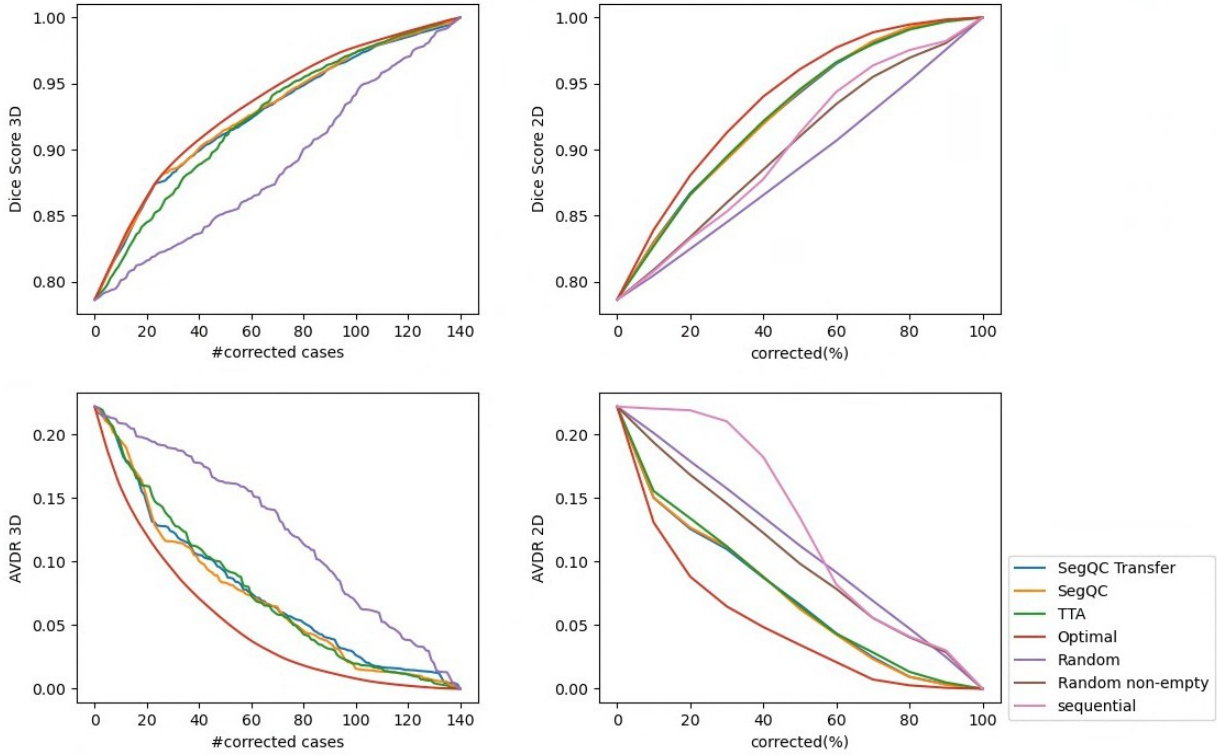 1.00
0.95
0.90
0.85
0.80
Dice Score 3D
0 20 40 60 80 100 120 140
#corrected cases
1.00
0.95
0.90
0.85
0.80
Dice Score 2D
0 20 40 60 80 100
corrected(%)
0.20
0.15
0.10
0.05
0.00
AVDR 3D
0 20 40 60 80 100 120 140
#corrected cases
0.20
0.15
0.10
0.05
0.00
AVDR 2D
0 20 40 60 80 100
corrected(%)
SegQC Transfer
SegQC
TTA
Optimal
Random
Random non-empty
sequential